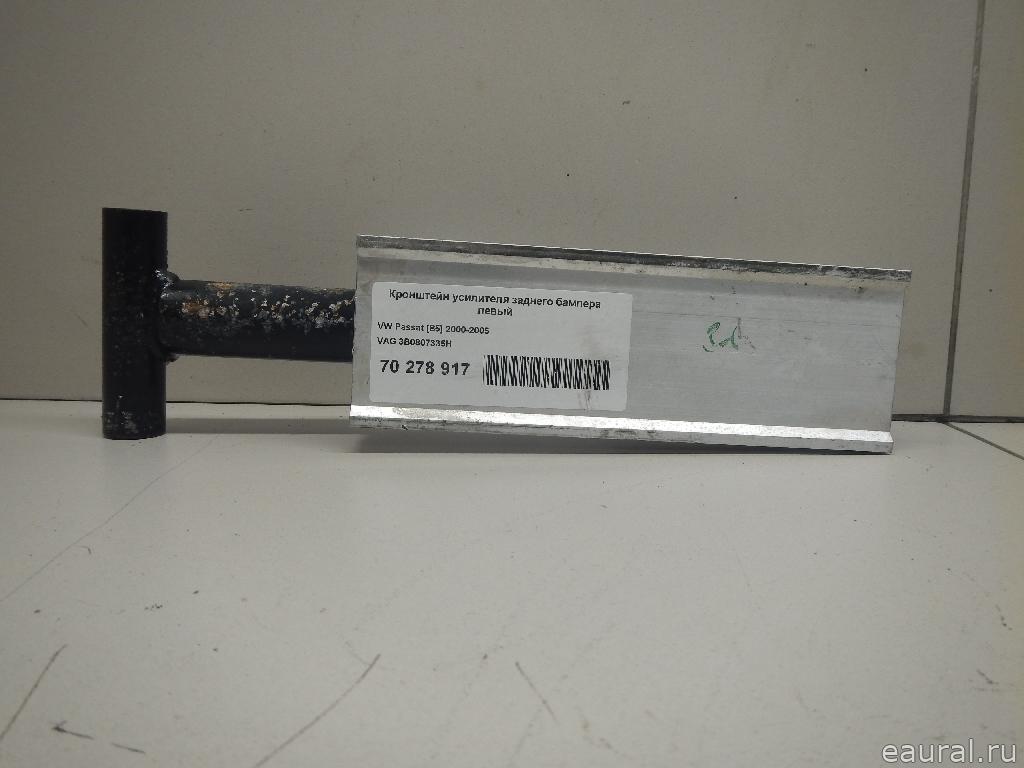 Кронштейн усилителя заднего бампера
левый
VW Passat [B5] 2000-2005
VAG 3B0807335H
70 278 917
eaural.ru